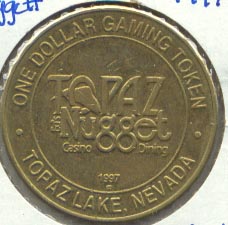 ONE DOLLAR GAMING TOKEN
TOPAZ
Nugget
Casino Dining
1997
• TOPAZ LAKE, NEVADA •